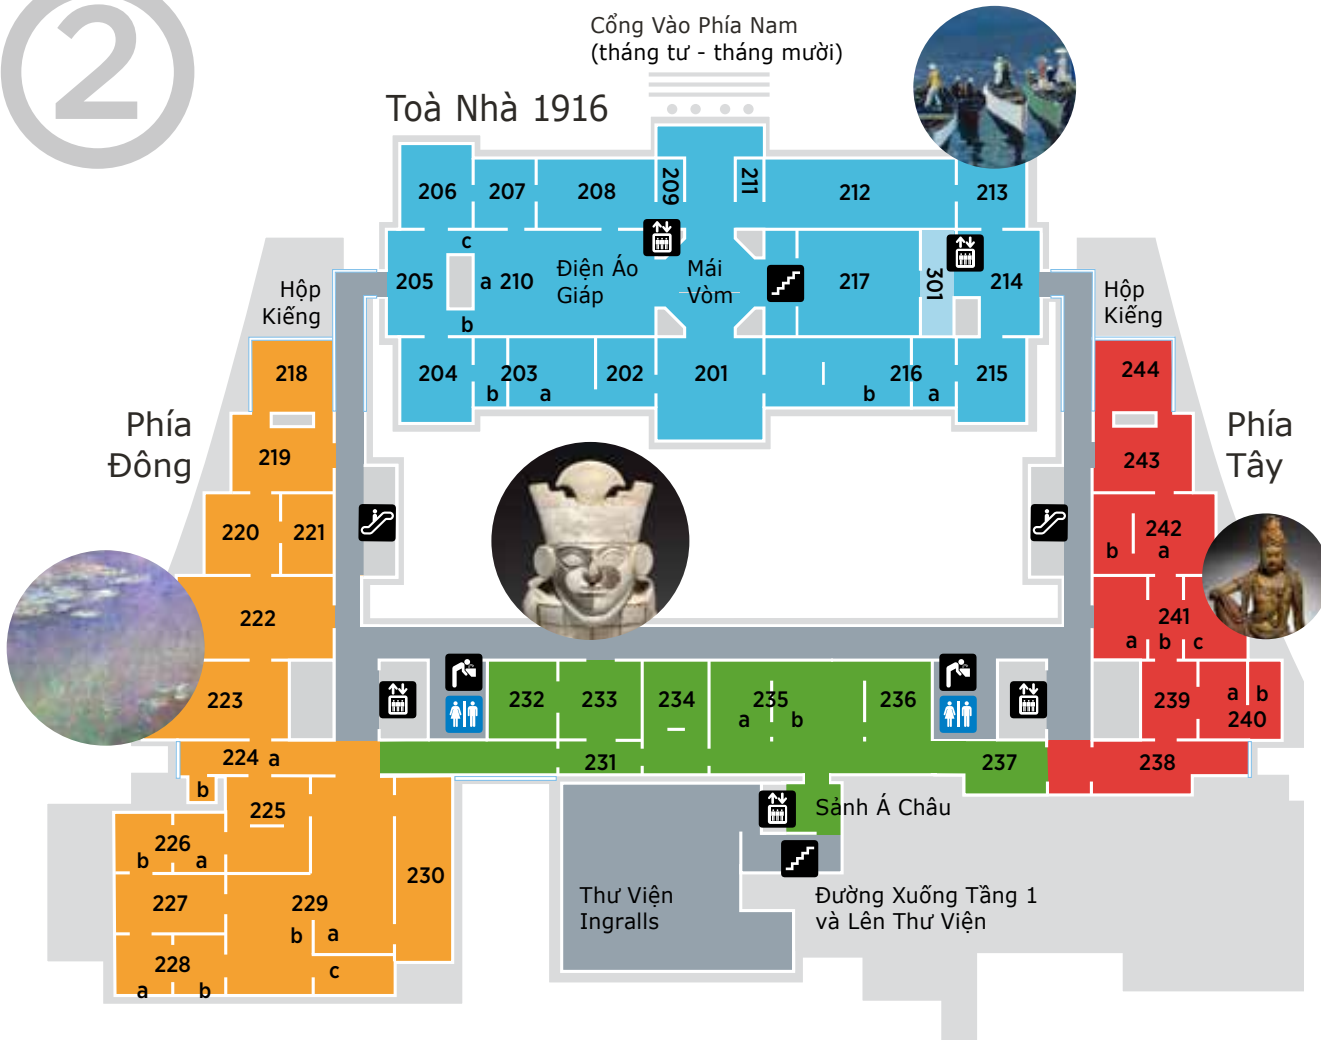 2
Cổng Vào Phía Nam
(tháng tư - tháng mười)
Toà Nhà 1916
206
207
208
209
211
212
213
c
205
a 210
Điện Áo
Giáp
Mái
Vòm
217
301
214
b
204
203
b
a
202
201
216
b
a
215
Hộp
Kiếng
Hộp
Kiếng
218
244
Phía
Đông
Phía
Tây
219
243
220
221
242
b
a
222
241
a
b
c
223
232
233
234
235
a
b
236
239
a
b
240
224 a
b
231
237
238
225
Sảnh Á Châu
226
b
a
227
229
b
a
c
230
228
a
b
Thư Viện
Ingralls
Đường Xuống Tầng 1
và Lên Thư Viện